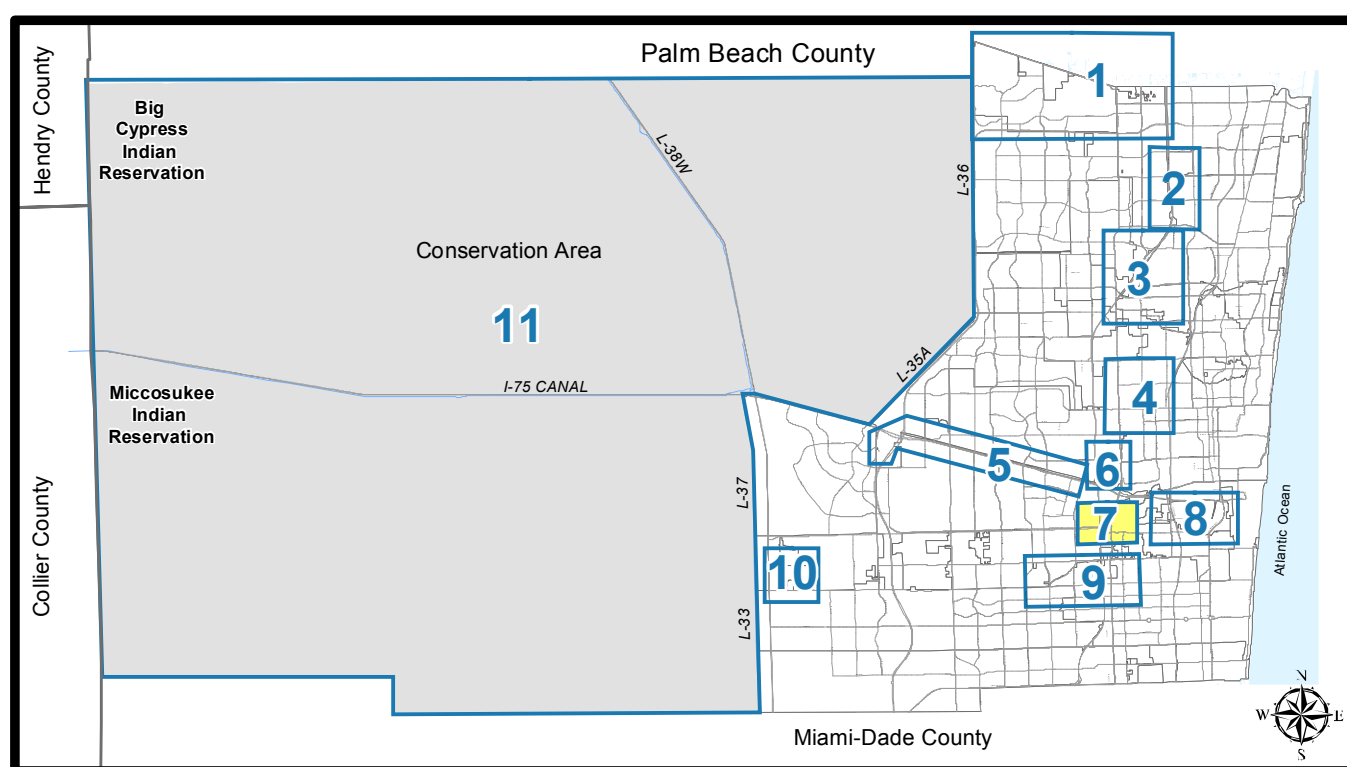 Palm Beach County
Hendry County
1
Big
Cypress
Indian
Reservation
L-38W
L-36
2
Conservation Area
3
11
L-35A
I-75 CANAL
Miccosukee
Indian
Reservation
4
5
6
L-37
7
8
Atlantic Ocean
10
9
Collier County
L-33
Miami-Dade County
N
W
E
S